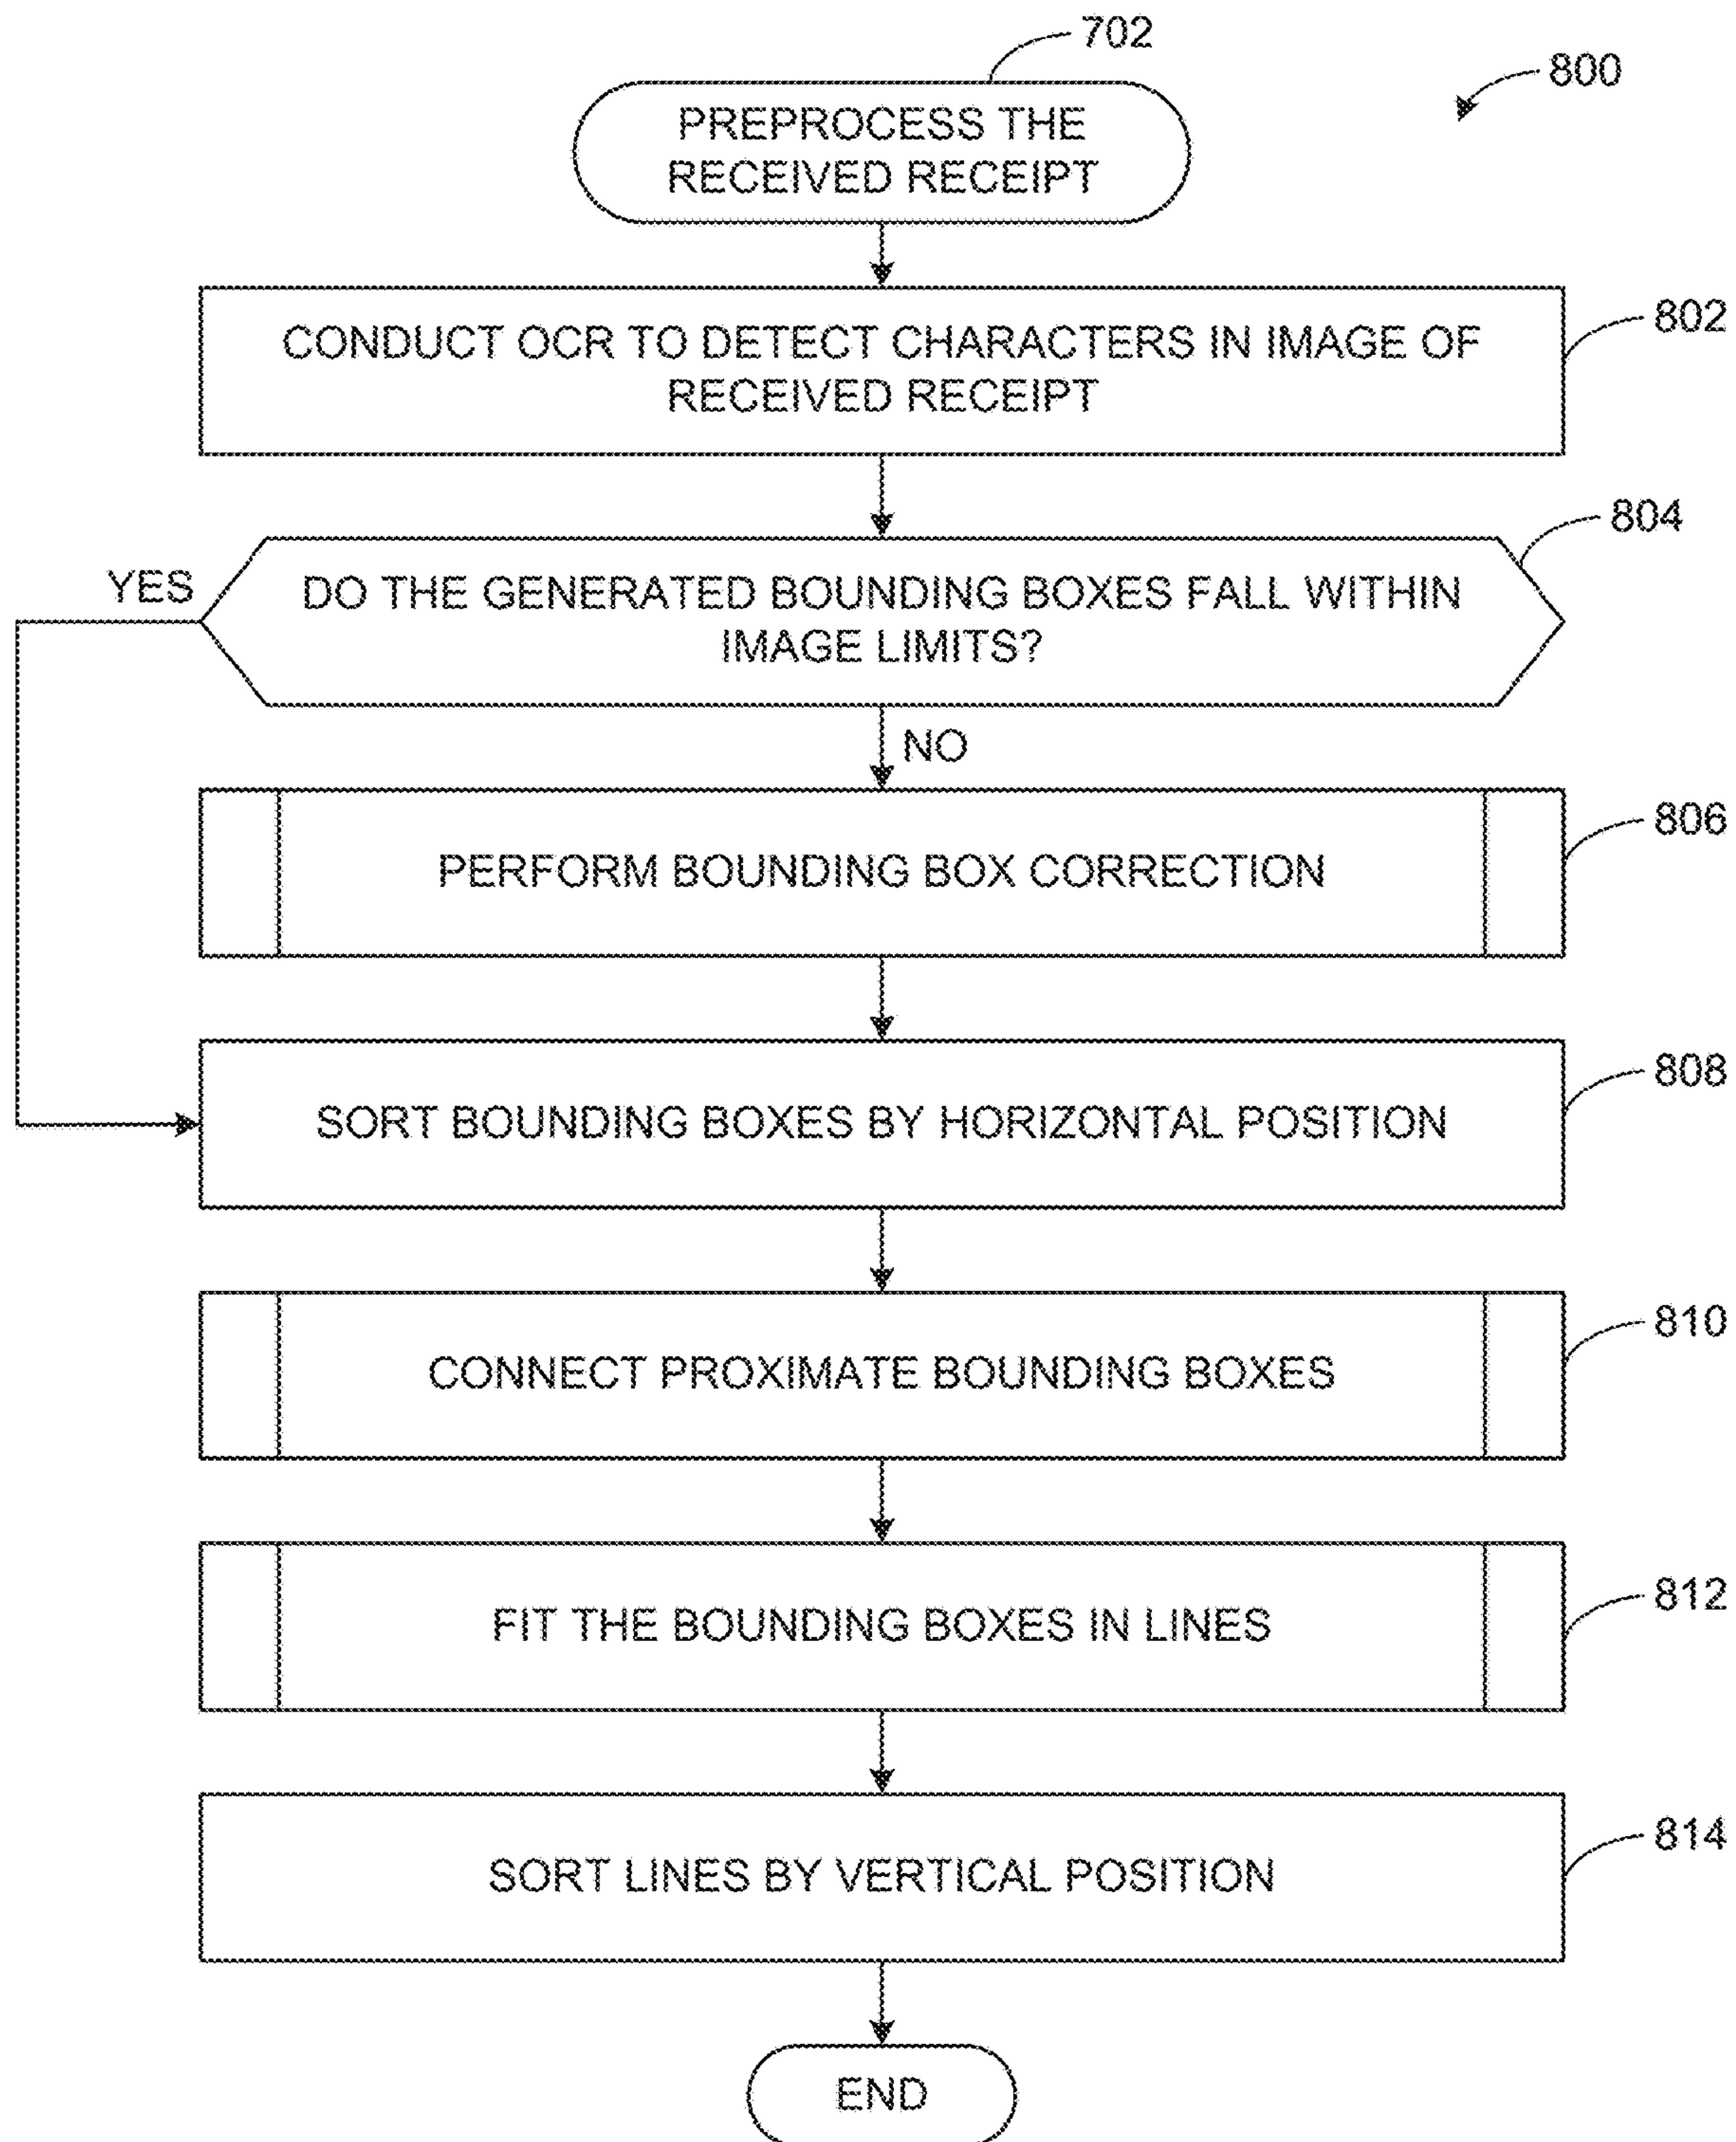 702
800
PREPROCESS THE
RECEIVED RECEIPT
802
CONDUCT OCR TO DETECT CHARACTERS IN IMAGE OF
RECEIVED RECEIPT
804
YES
DO THE GENERATED BOUNDING BOXES FALL WITHIN
IMAGE LIMITS?
NO
806
PERFORM BOUNDING BOX CORRECTION
808
SORT BOUNDING BOXES BY HORIZONTAL POSITION
810
CONNECT PROXIMATE BOUNDING BOXES
812
FIT THE BOUNDING BOXES IN LINES
814
SORT LINES BY VERTICAL POSITION
END